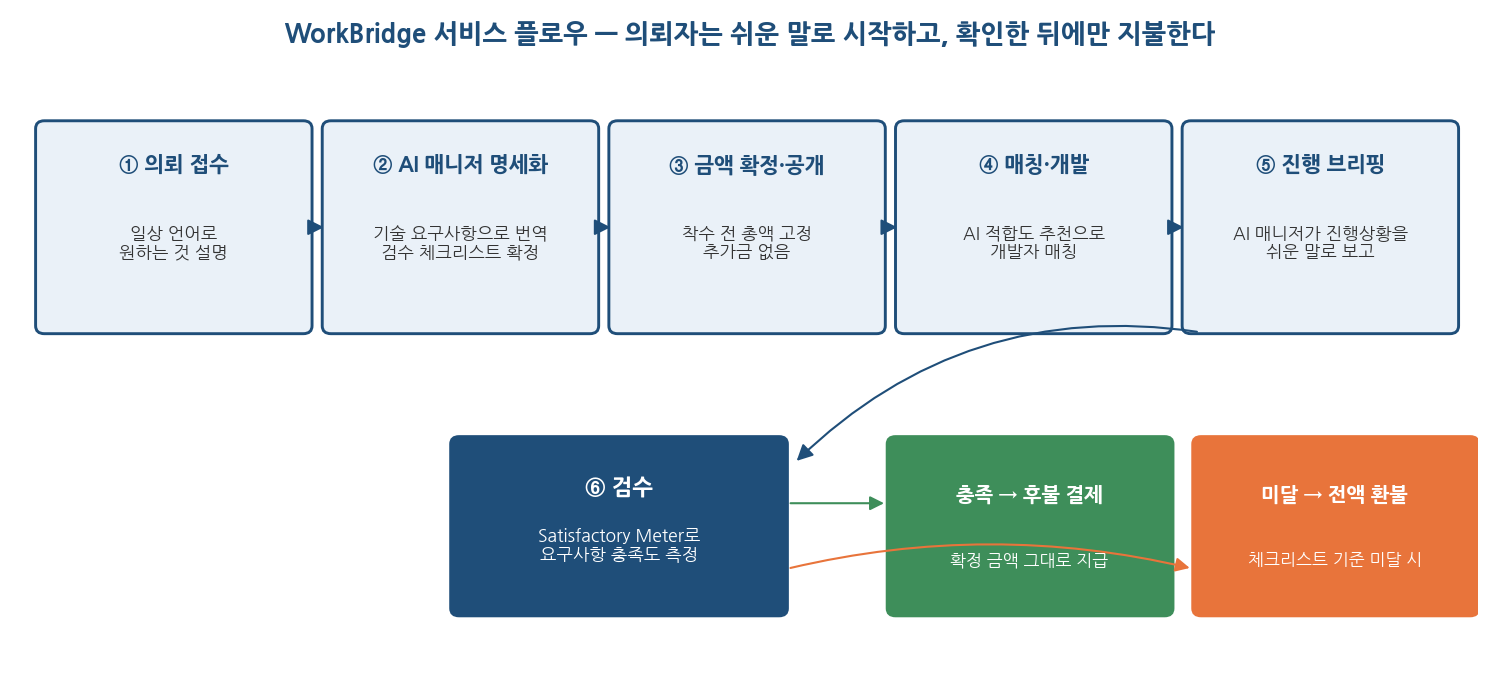 WorkBridge 서비스 플로우 — 의뢰자는 쉬운 말로 시작하고, 확인한 뒤에만 지불한다
① 의뢰 접수
일상 언어로
원하는 것 설명
② AI 매니저 명세화
기술 요구사항으로 번역
검수 체크리스트 확정
③ 금액 확정·공개
착수 전 총액 고정
추가금 없음
④ 매칭·개발
AI 적합도 추천으로
개발자 매칭
⑤ 진행 브리핑
AI 매니저가 진행상황을
쉬운 말로 보고
⑥ 검수
Satisfactory Meter로
요구사항 충족도 측정
충족 → 후불 결제
확정 금액 그대로 지급
미달 → 전액 환불
체크리스트 기준 미달 시